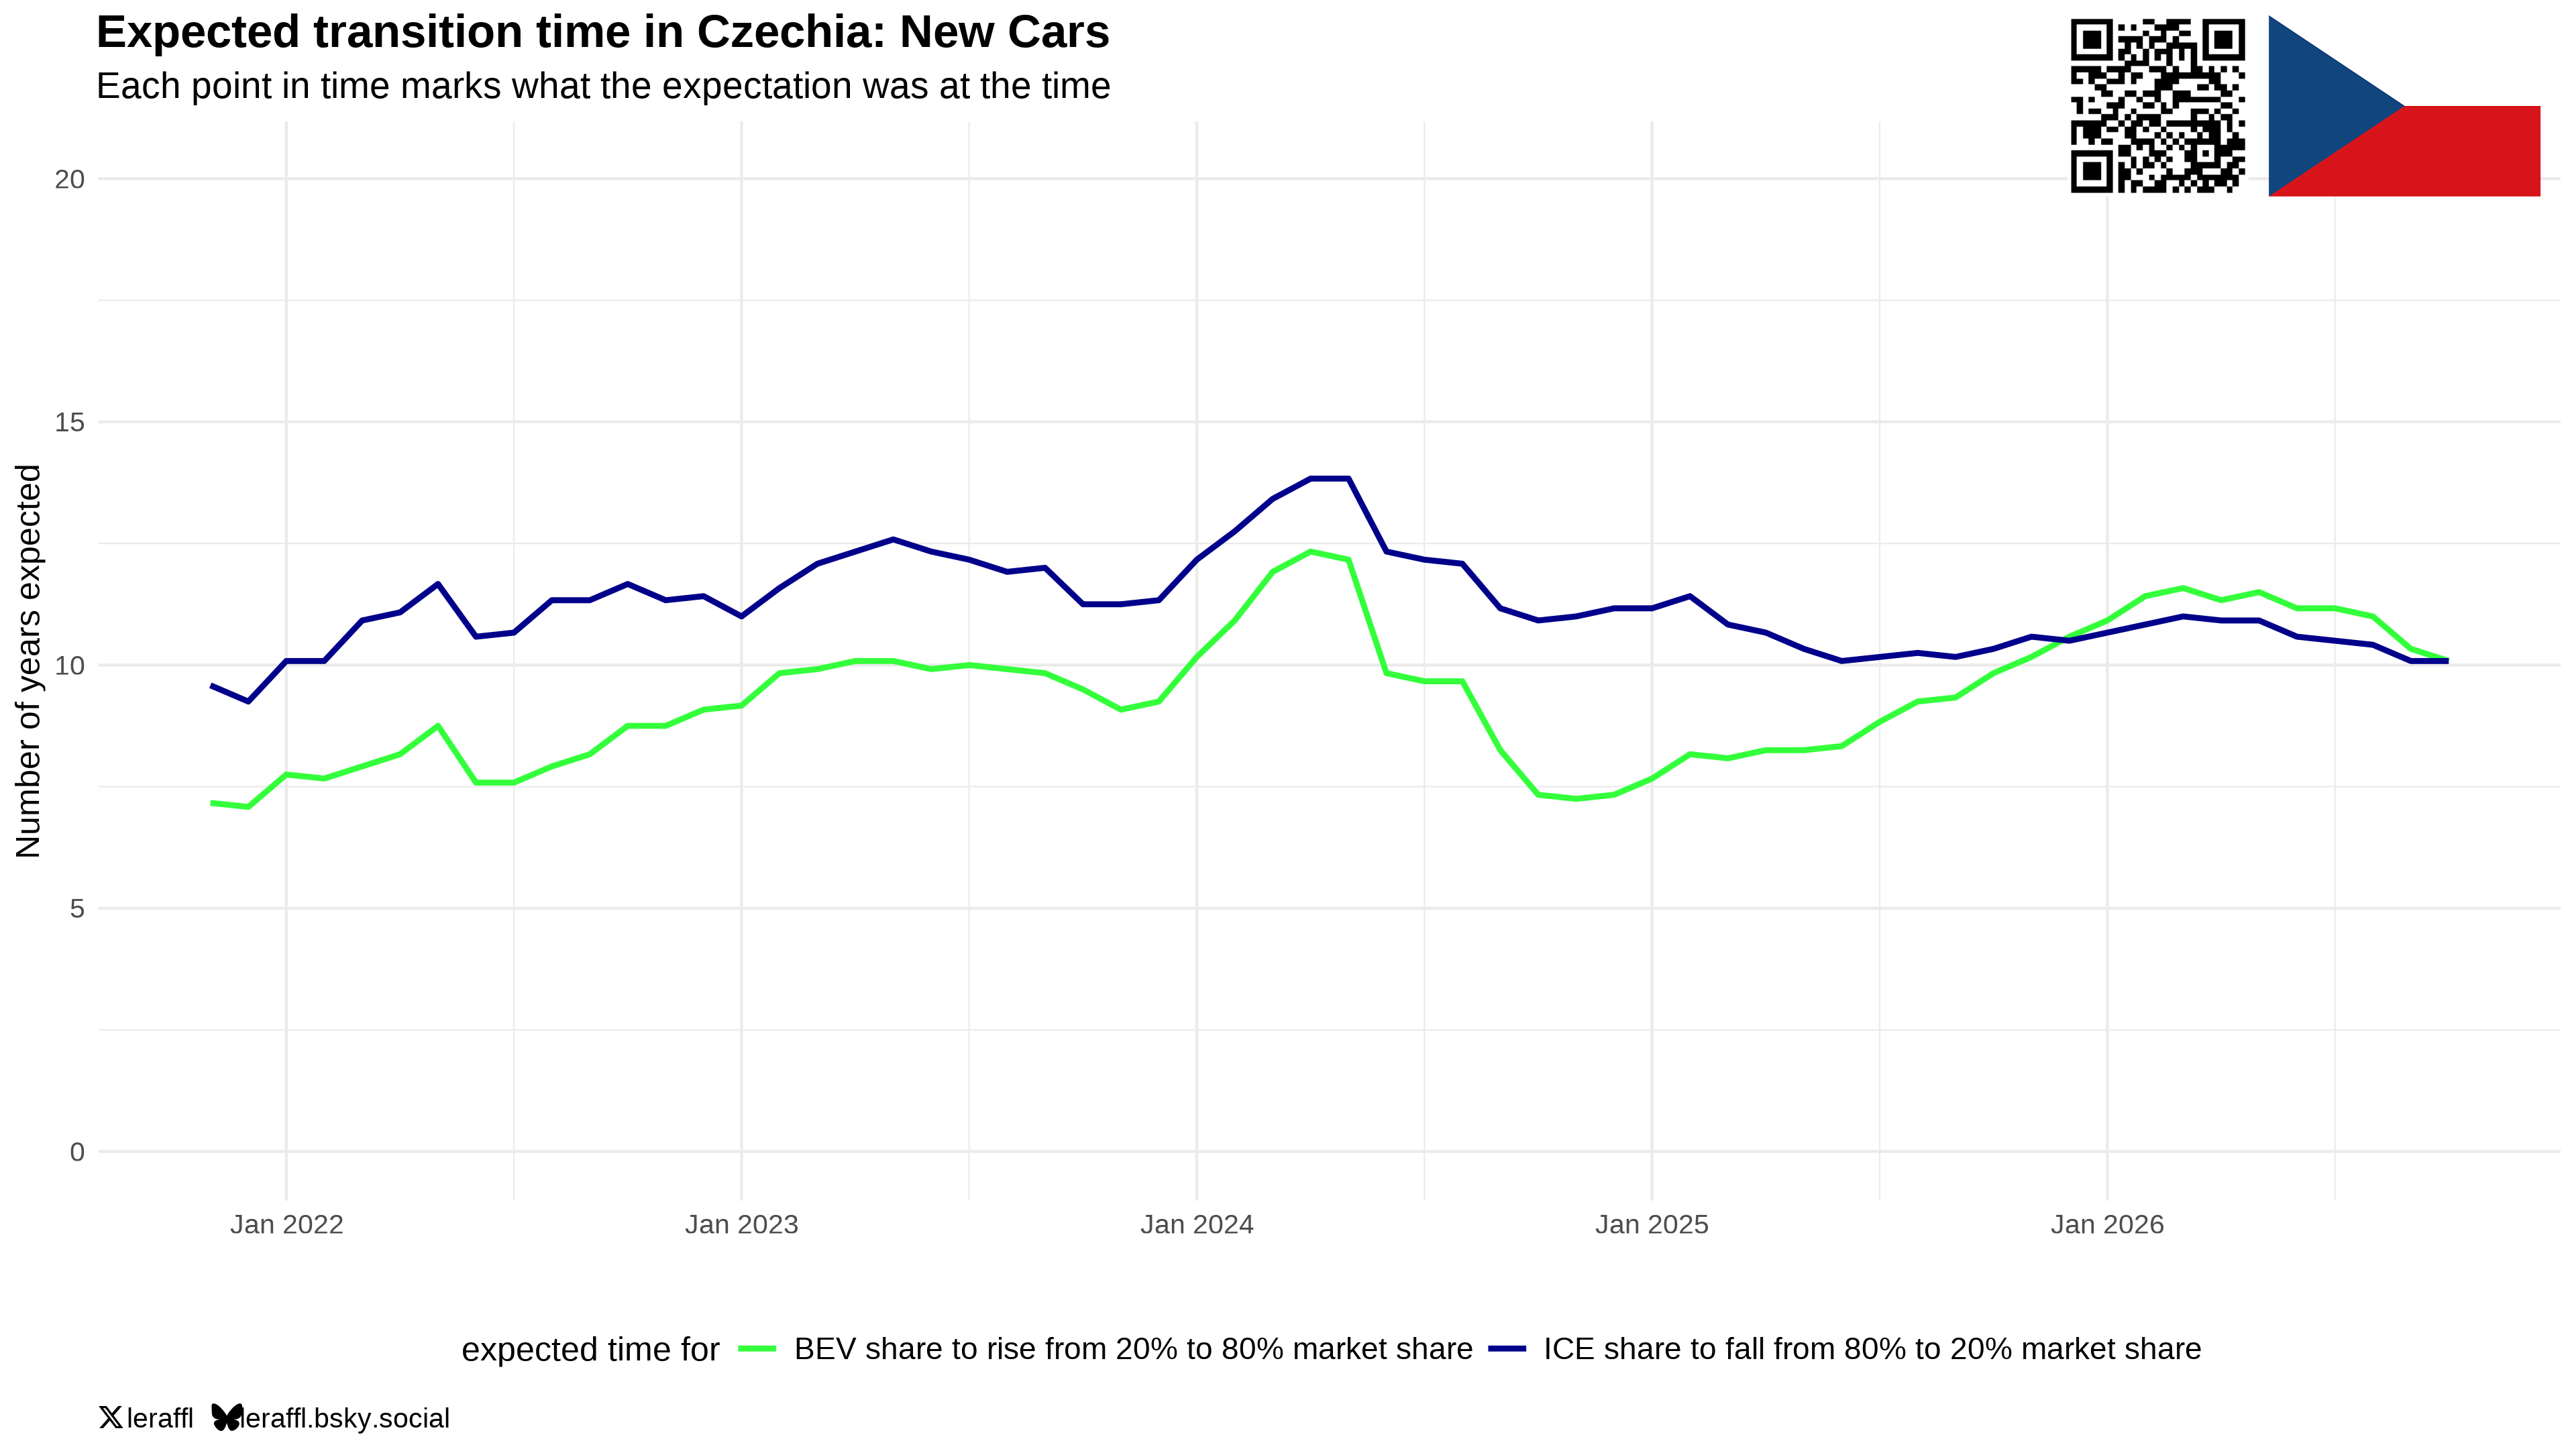 Expected transition time in Czechia: New Cars
Each point in time marks what the expectation was at the time
20
15
10
5
0
Number of years expected
Jan 2022
Jan 2023
Jan 2024
Jan 2025
Jan 2026
expected time for
BEV share to rise from 20% to 80% market share
ICE share to fall from 80% to 20% market share
leraffl
leraffl.bsky.social